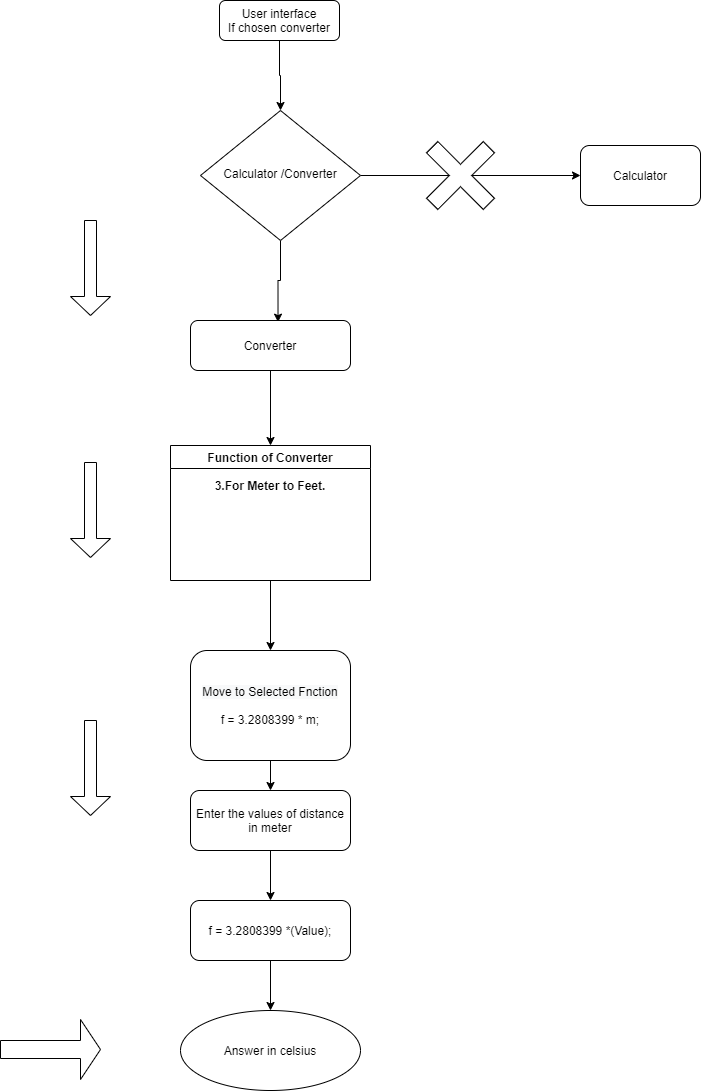 User interface
If chosen converter
Calculator /Converter
Calculator
Converter
Function of Converter
3.For Meter to Feet.
Move to Selected Fnction
f = 3.2808399 * m;
Enter the values of distance
in meter
f = 3.2808399 *(Value);
Answer in celsius